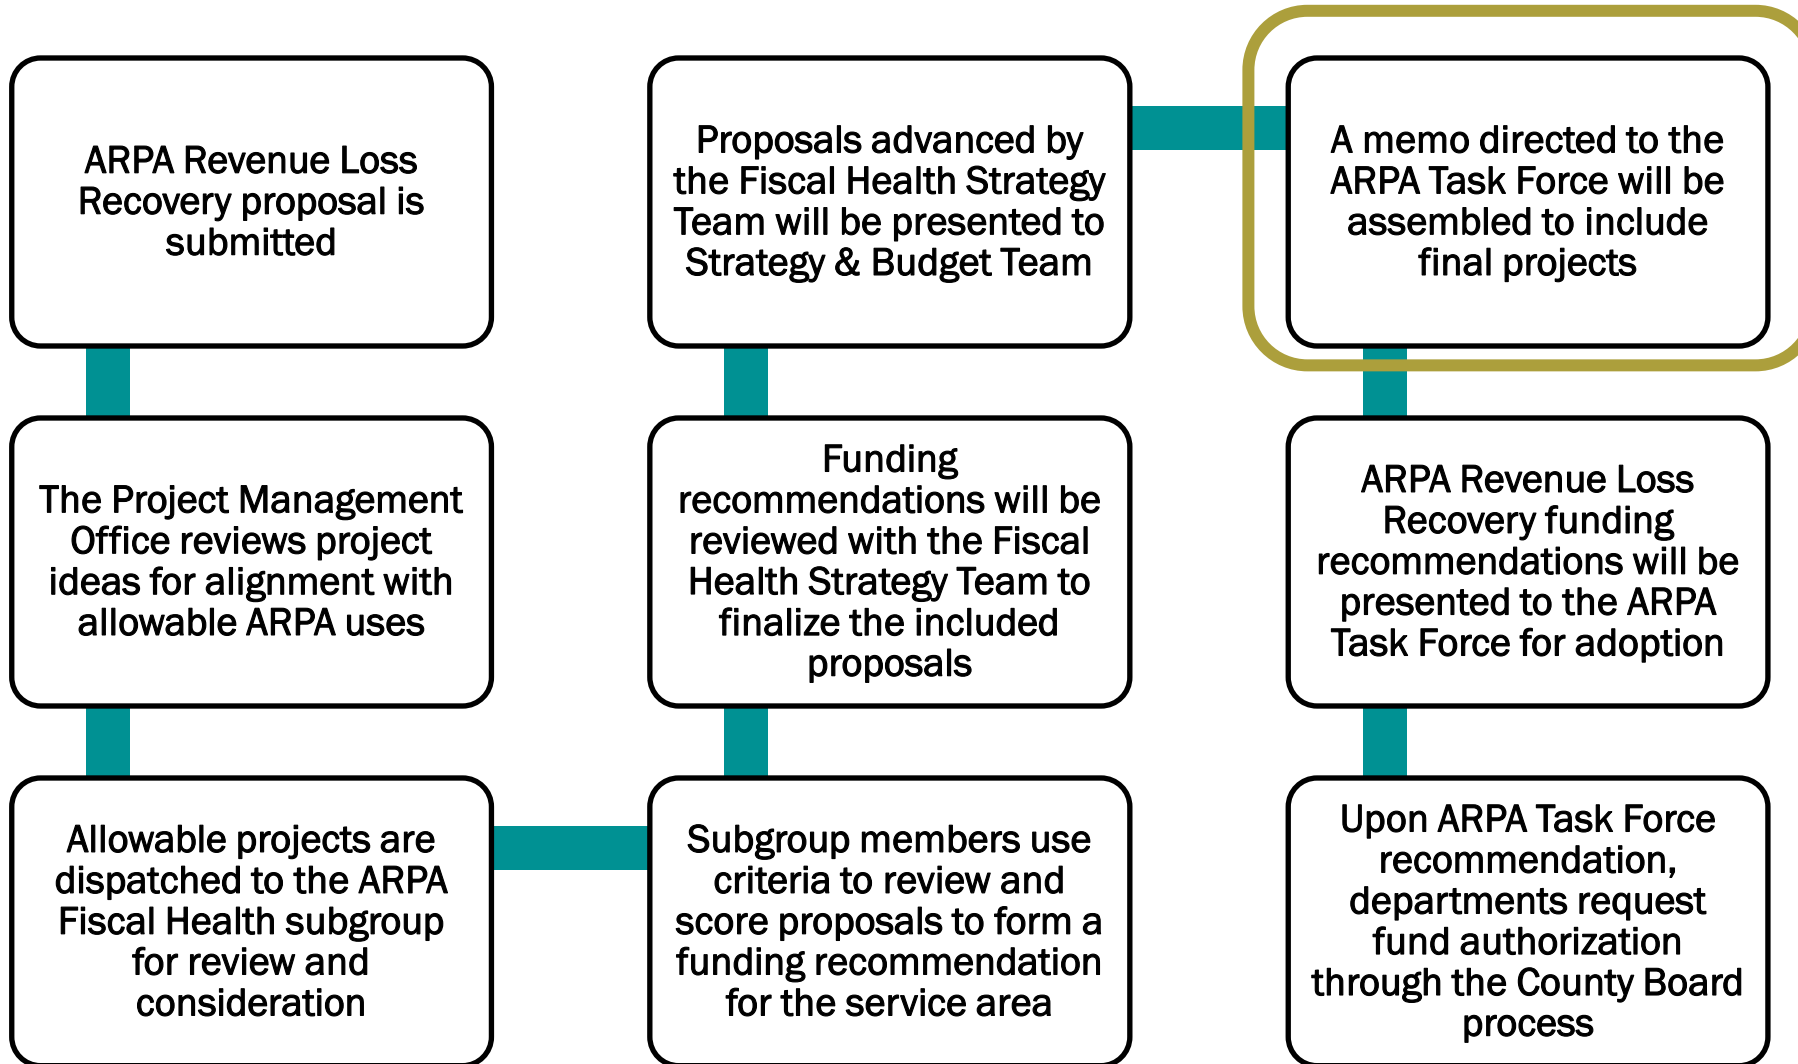 ARPA Revenue Loss
Recovery proposal is
submitted
The Project Management
Office reviews project
ideas for alignment with
allowable ARPA uses
Allowable projects are
dispatched to the ARPA
Fiscal Health subgroup
for review and
consideration
Subgroup members use
criteria to review and
score proposals to form a
funding recommendation
for the service area
Funding
recommendations will be
reviewed with the Fiscal
Health Strategy Team to
finalize the included
proposals
Proposals advanced by
the Fiscal Health Strategy
Team will be presented to
Strategy & Budget Team
A memo directed to the
ARPA Task Force will be
assembled to include
final projects
ARPA Revenue Loss
Recovery funding
recommendations will be
presented to the ARPA
Task Force for adoption
Upon ARPA Task Force
recommendation,
departments request
fund authorization
through the County Board
process